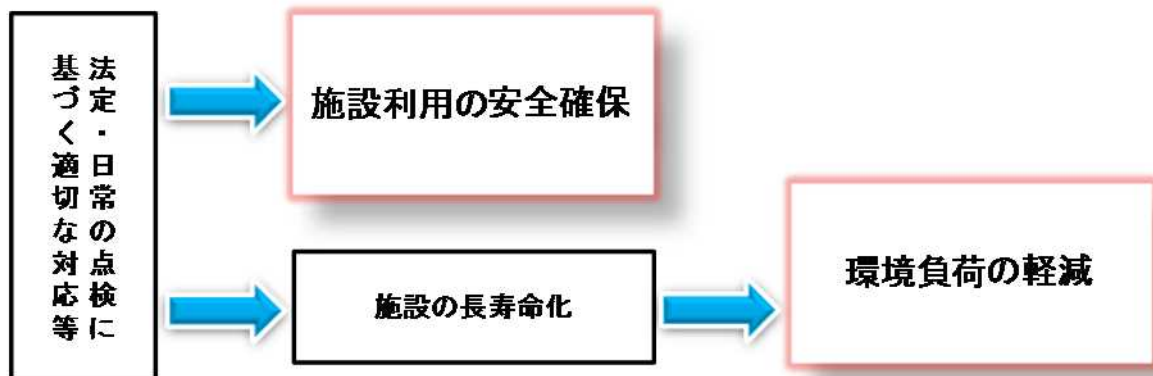 法定・日常の点検に
基づく適切な対応等
施設利用の安全確保
施設の長寿命化
環境負荷の軽減